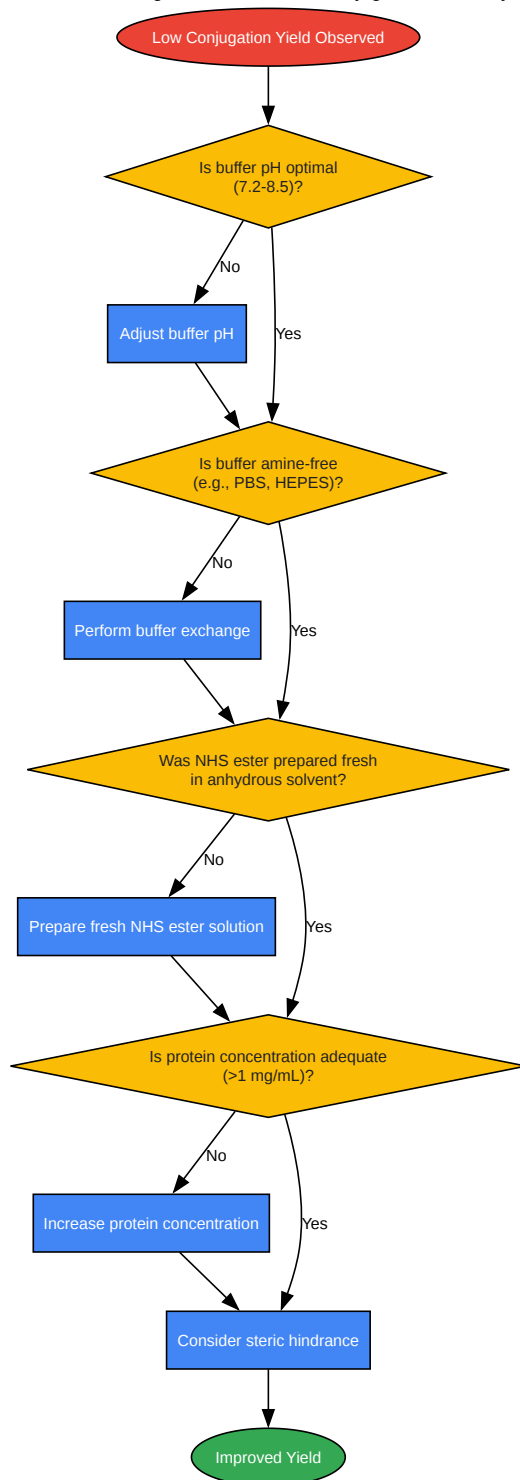 Low Conjugation Yield Observed
Is buffer pH optimal
(7.2-8.5)?
No
Yes
Adjust buffer pH
Is buffer amine-free
(e.g., PBS, HEPES)?
No
Yes
Perform buffer exchange
Was NHS ester prepared fresh
in anhydrous solvent?
No
Yes
Prepare fresh NHS ester solution
Is protein concentration adequate
(>1 mg/mL)?
No
Yes
Increase protein concentration
Consider steric hindrance
Improved Yield